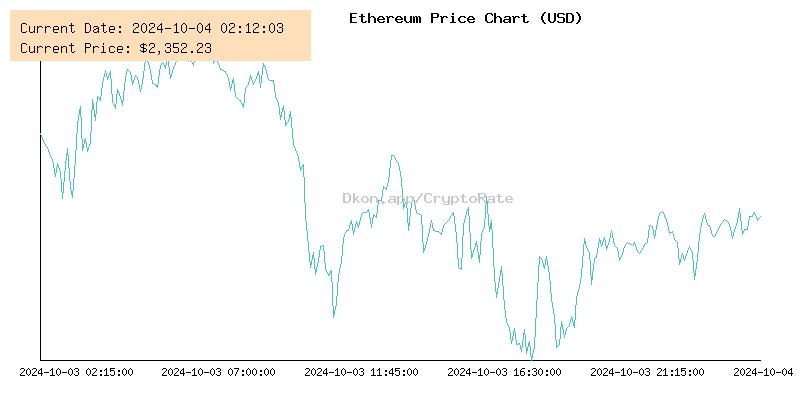 Ethereum Price Chart (USD)
Current Date: 2024-10-04 02:12:03
Current Price: $2,352.23
Dkon.app/CryptoRate
2024-10-03 02:15:00 2024-10-03 07:00:00 2024-10-03 11:45:00 2024-10-03 16:30:00 2024-10-03 21:15:00 2024-10-04